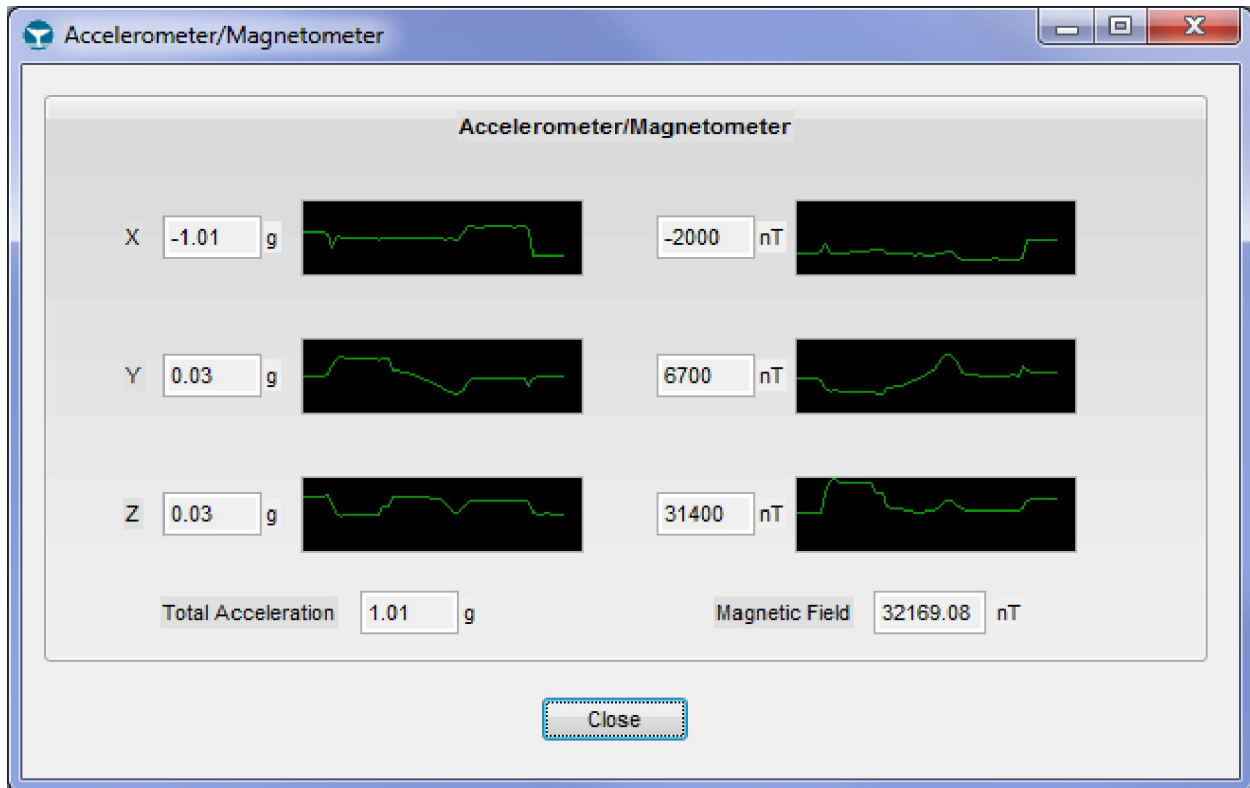 Accelerometer/Magnetometer
Accelerometer/Magnetometer
X -1.01 g -2000 nT
Y 0.03 g 6700 nT
Z 0.03 g 31400 nT
Total Acceleration 1.01 g Magnetic Field 32169.08 nT
Close